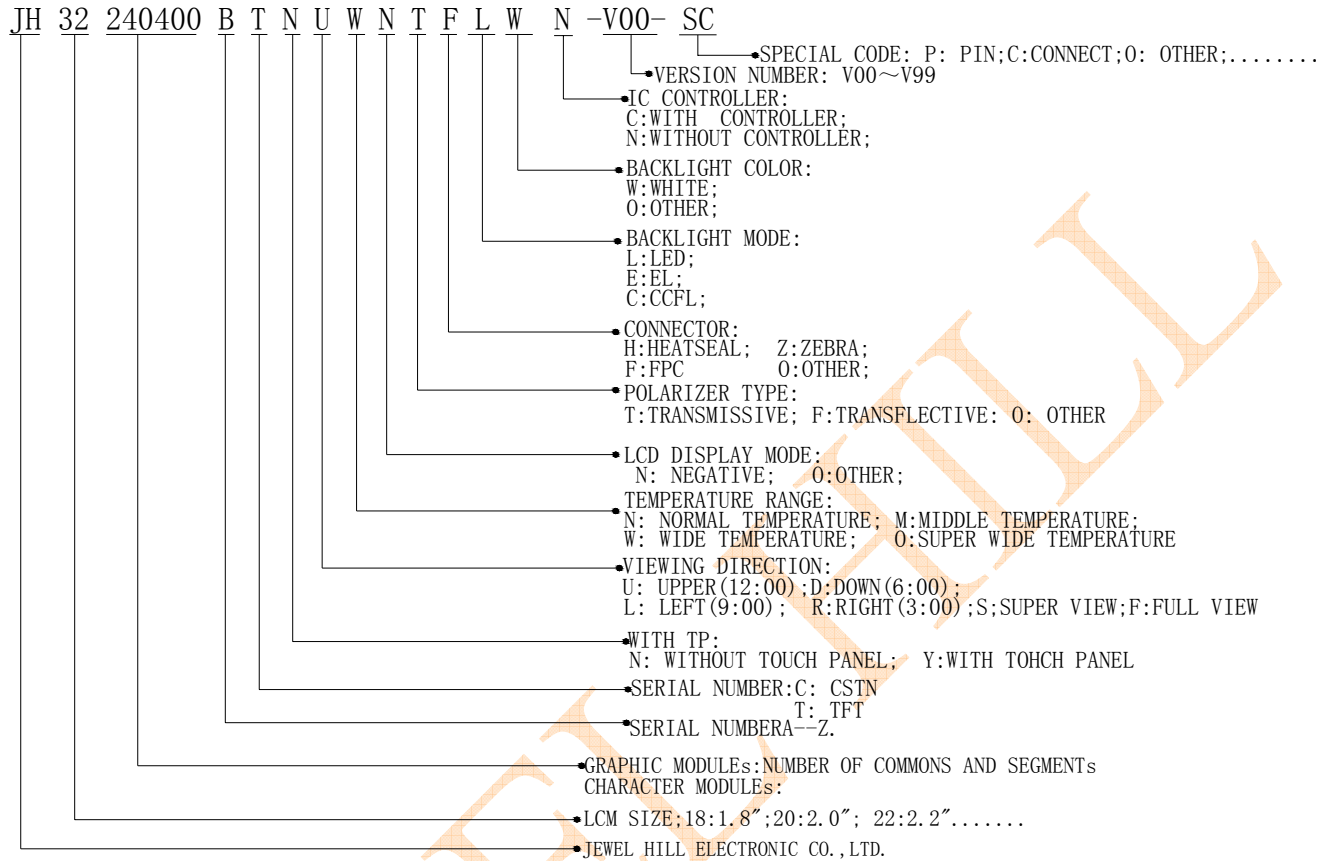 JH 32 240400 B T N U W N T F L W N -V00- SC
SPECIAL CODE: P: PIN;C:CONNECT;O: OTHER;........
VERSION NUMBER: V00～V99
IC CONTROLLER:
C:WITH CONTROLLER;
N:WITHOUT CONTROLLER;
BACKLIGHT COLOR:
W:WHITE;
O:OTHER;
BACKLIGHT MODE:
L:LED;
E:EL;
C:CCFL;
CONNECTOR:
H:HEATSEAL; Z:ZEBRA;
F:FPC O:OTHER;
POLARIZER TYPE:
T:TRANSMISSIVE; F:TRANSFLECTIVE: O: OTHER
LCD DISPLAY MODE:
N: NEGATIVE; O:OTHER;
TEMPERATURE RANGE:
N: NORMAL TEMPERATURE; M:MIDDLE TEMPERATURE;
W: WIDE TEMPERATURE; O:SUPER WIDE TEMPERATURE
VIEWING DIRECTION:
U: UPPER(12:00);D:DOWN(6:00);
L: LEFT(9:00); R:RIGHT(3:00);S;SUPER VIEW;F:FULL VIEW
WITH TP:
N: WITHOUT TOUCH PANEL; Y:WITH TOHCH PANEL
SERIAL NUMBER:C: CSTN
T: TFT
SERIAL NUMBERA--Z.
GRAPHIC MODULEs:NUMBER OF COMMONS AND SEGMENTs
CHARACTER MODULEs:
LCM SIZE;18:1.8″;20:2.0″; 22:2.2″.......
JEWEL HILL ELECTRONIC CO.,LTD.
EL HILL